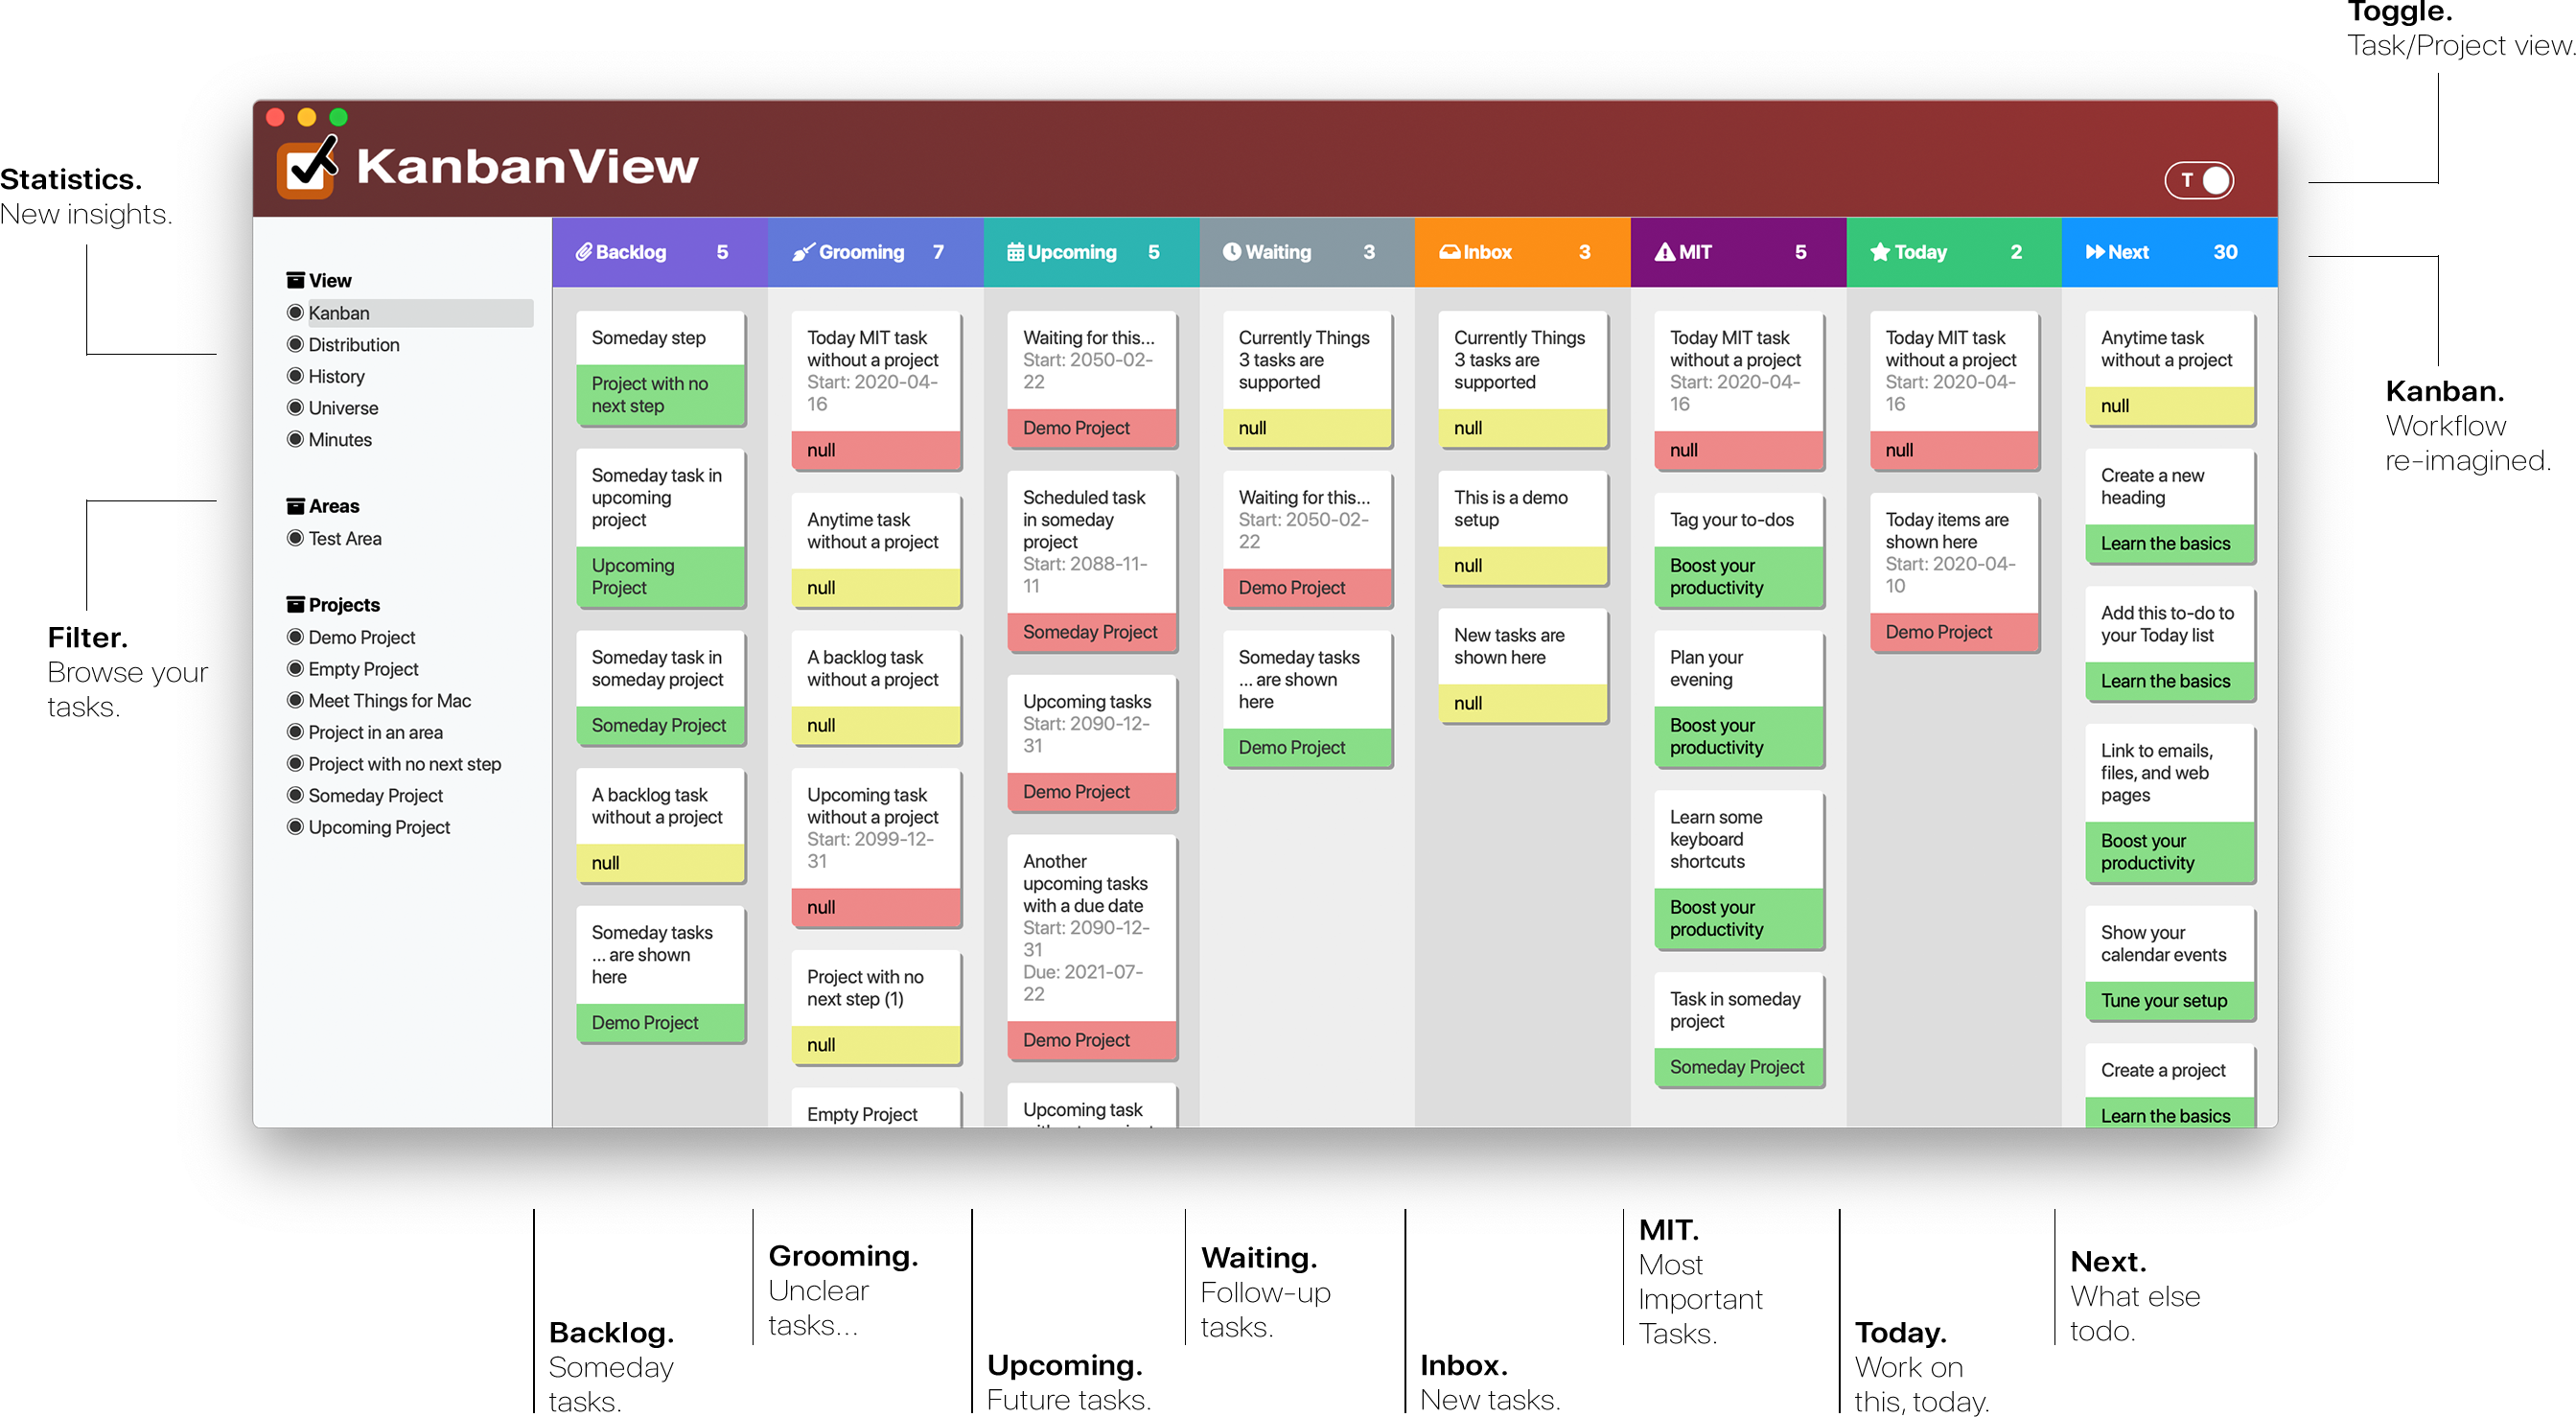 Toggle.
Task/Project view.
Statistics.
New insights.
Filter.
Browse your
tasks.
KanbanView
T
View
Kanban
Distribution
History
Universe
Minutes
Areas
Test Area
Projects
Demo Project
Empty Project
Meet Things for Mac
Project in an area
Project with no next step
Someday Project
Upcoming Project
Backlog 5
Someday step
Project with no
next step
Someday task in
upcoming
project
Upcoming
Project
Someday task in
someday project
Someday Project
A backlog task
without a project
null
Someday tasks
... are shown
here
Demo Project
Grooming 7
Today MIT task
without a project
Start: 2020-04-
16
null
Anytime task
without a project
null
A backlog task
without a project
null
Upcoming task
without a project
Start: 2099-12-
31
null
Project with no
next step (1)
null
Empty Project
Upcoming 5
Waiting for this...
Start: 2050-02-
22
Demo Project
Scheduled task
in someday
project
Start: 2088-11-
11
Someday Project
Upcoming tasks
Start: 2090-12-
31
Demo Project
Another
upcoming tasks
with a due date
Start: 2090-12-
31
Due: 2021-07-
22
Demo Project
Upcoming task
Waiting 3
Currently Things
3 tasks are
supported
null
Waiting for this...
Start: 2050-02-
22
Demo Project
Someday tasks
... are shown
here
Demo Project
Inbox 3
Currently Things
3 tasks are
supported
null
This is a demo
setup
null
New tasks are
shown here
null
MIT 5
Today MIT task
without a project
Start: 2020-04-
16
null
Tag your to-dos
Boost your
productivity
Plan your
evening
Boost your
productivity
Learn some
keyboard
shortcuts
Boost your
productivity
Task in someday
project
Someday Project
Today 2
Today MIT task
without a project
Start: 2020-04-
16
null
Today items are
shown here
Start: 2020-04-
10
Demo Project
Next 30
Anytime task
without a project
null
Create a new
heading
Learn the basics
Add this to-do to
your Today list
Learn the basics
Link to emails,
files, and web
pages
Boost your
productivity
Show your
calendar events
Tune your setup
Create a project
Learn the basics
Kanban.
Workflow
re-imagined.
Backlog.
Someday
tasks.
Grooming.
Unclear
tasks...
Upcoming.
Future tasks.
Waiting.
Follow-up
tasks.
Inbox.
New tasks.
MIT.
Most
Important
Tasks.
Today.
Work on
this, today.
Next.
What else
todo.